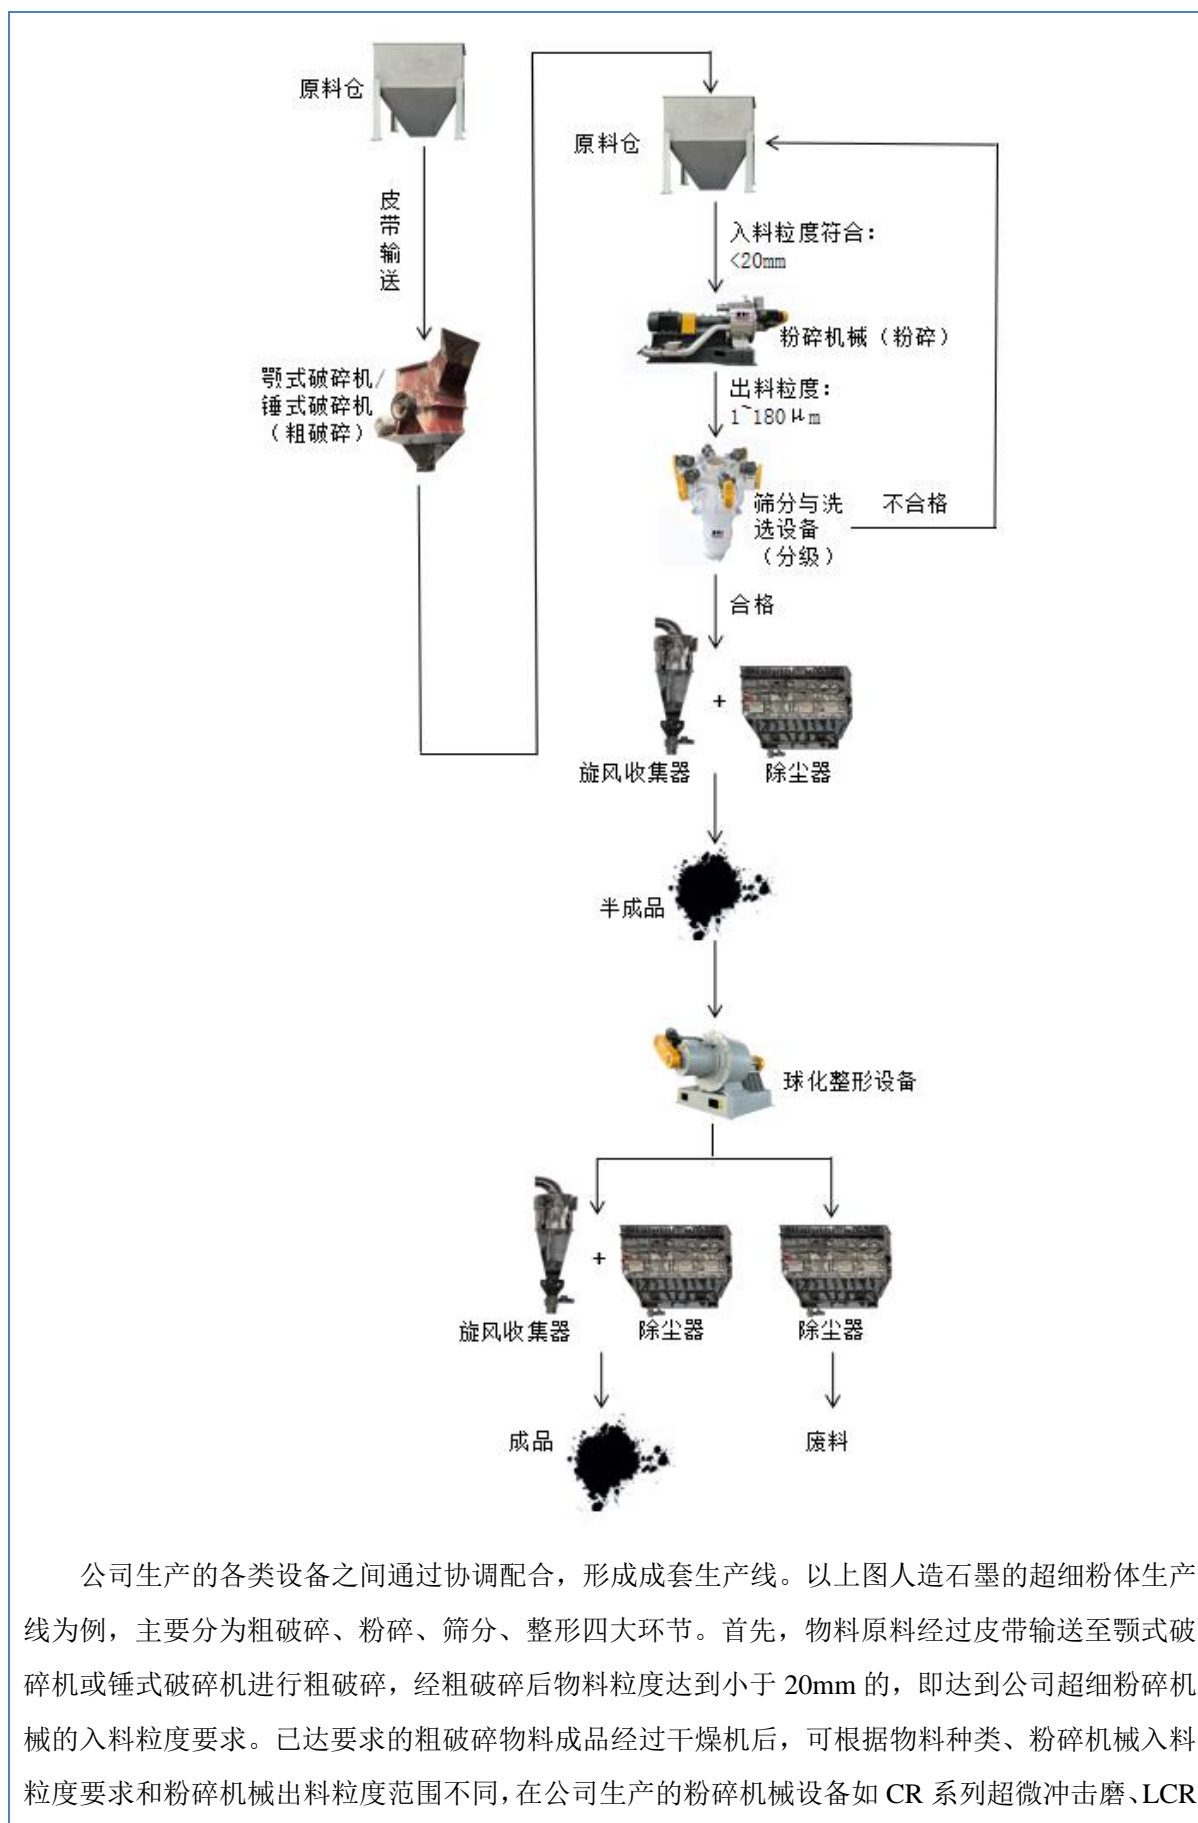 原料仓
原料仓
皮
带
输
送
入料粒度符合：
<20mm
粉碎机械（粉碎）
颚式破碎机/
锤式破碎机
（粗破碎）
出料粒度：
1~180μm
筛分与洗
选设备
（分级）
不合格
合格
+
旋风收集器
除尘器
半成品
球化整形设备
+
旋风收集器
除尘器
除尘器
成品
废料
公司生产的各类设备之间通过协调配合，形成成套生产线。以上图人造石墨的超细粉体生产
线为例，主要分为粗破碎、粉碎、筛分、整形四大环节。首先，物料原料经过皮带输送至颚式破
碎机或锤式破碎机进行粗破碎，经粗破碎后物料粒度达到小于 20mm 的，即达到公司超细粉碎机
械的入料粒度要求。已达要求的粗破碎物料成品经过干燥机后，可根据物料种类、粉碎机械入料
粒度要求和粉碎机械出料粒度范围不同，在公司生产的粉碎机械设备如 CR 系列超微冲击磨、LCR